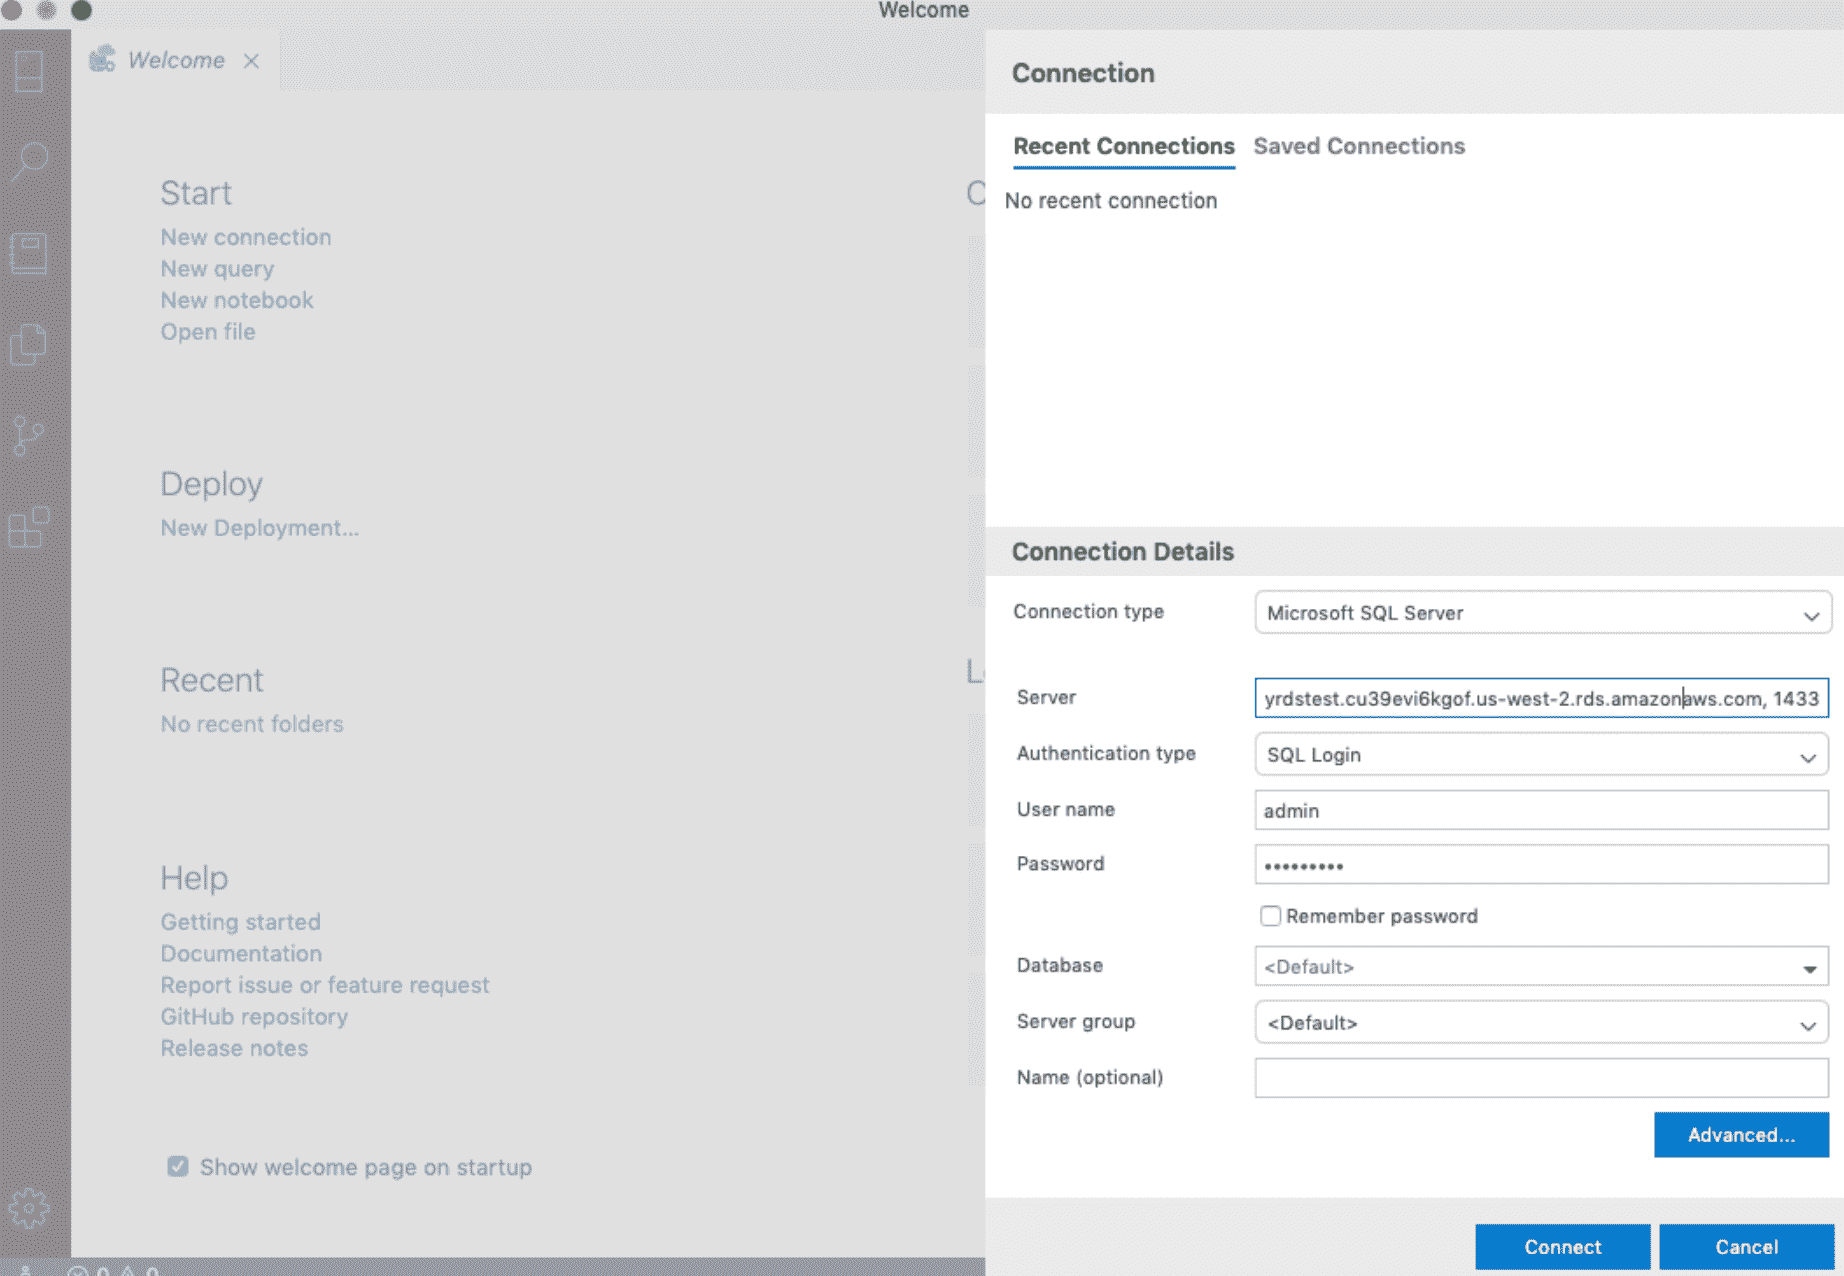 Welcome
Welcome
Start
New connection
New query
New notebook
Open file
Deploy
New Deployment...
Recent
No recent folders
Help
Getting started
Documentation
Report issue or feature request
GitHub repository
Release notes
Show welcome page on startup
Connection
Recent Connections Saved Connections
No recent connection
Connection Details
Connection type Microsoft SQL Server
Server yrdstest.cu39evi6kgof.us-west-2.rds.amazonaws.com, 1433
Authentication type SQL Login
User name admin
Password •••••••••
Remember password
Database <Default>
Server group <Default>
Name (optional)
Advanced...
Connect Cancel